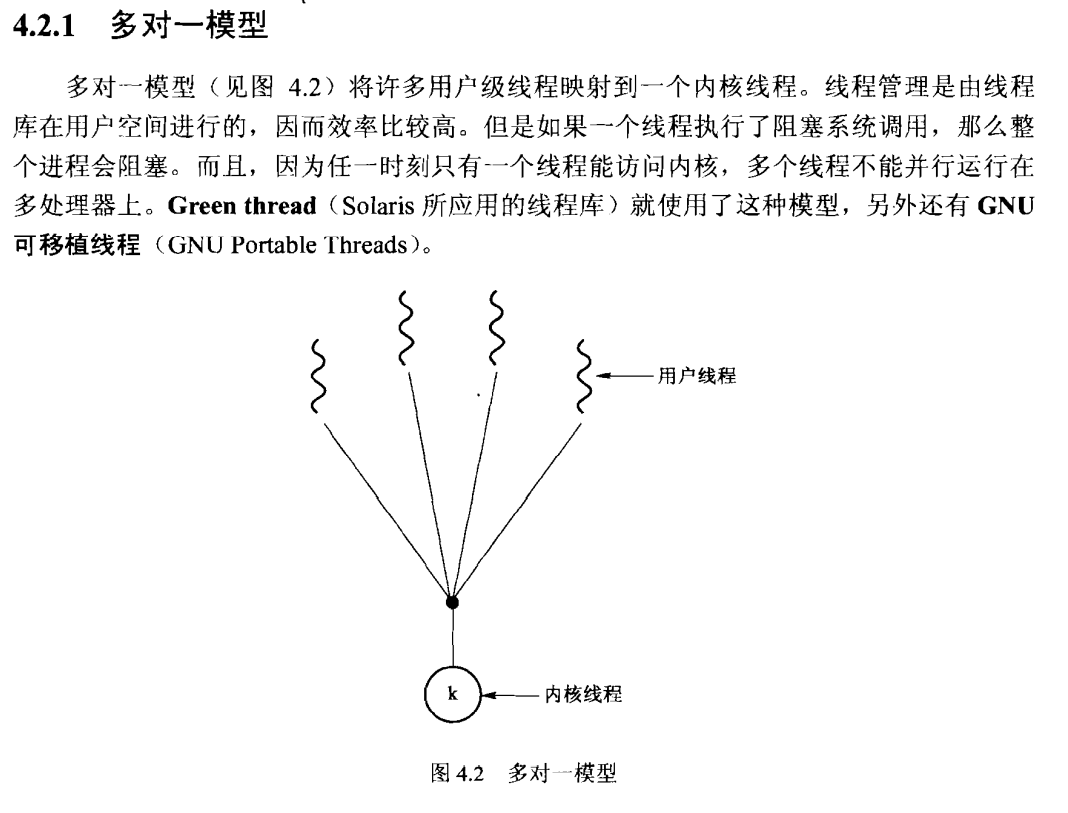 4.2.1 多对一模型
多对一模型（见图 4.2）将许多用户级线程映射到一个内核线程。线程管理是由线程
库在用户空间进行的，因而效率比较高。但是如果一个线程执行了阻塞系统调用，那么整
个进程会阻塞。而且，因为任一时刻只有一个线程能访问内核，多个线程不能并行运行在
多处理器上。Green thread（Solaris 所应用的线程库）就使用了这种模型，另外还有 GNU
可移植线程（GNU Portable Threads）。
用户线程
k
内核线程
图 4.2 多对一模型